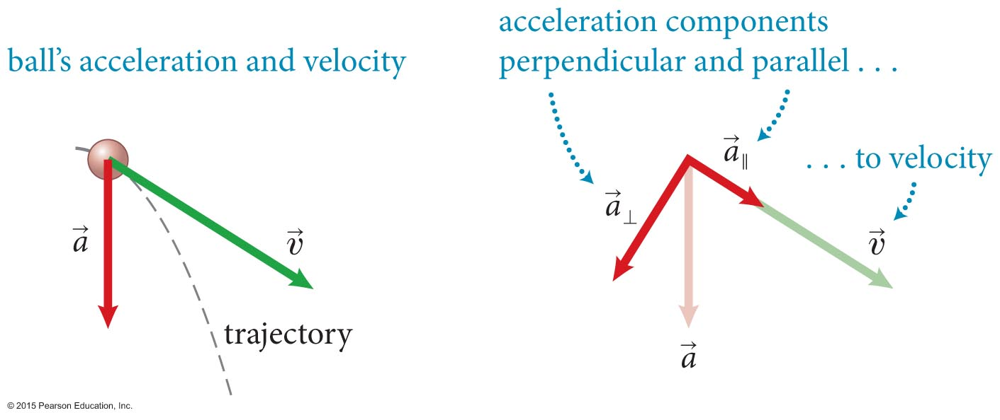 ball's acceleration and velocity
a⃗
v⃗
trajectory
acceleration components
perpendicular and parallel . . .
a⃗∥
. . . to velocity
a⃗⊥
v⃗
a⃗
© 2015 Pearson Education, Inc.